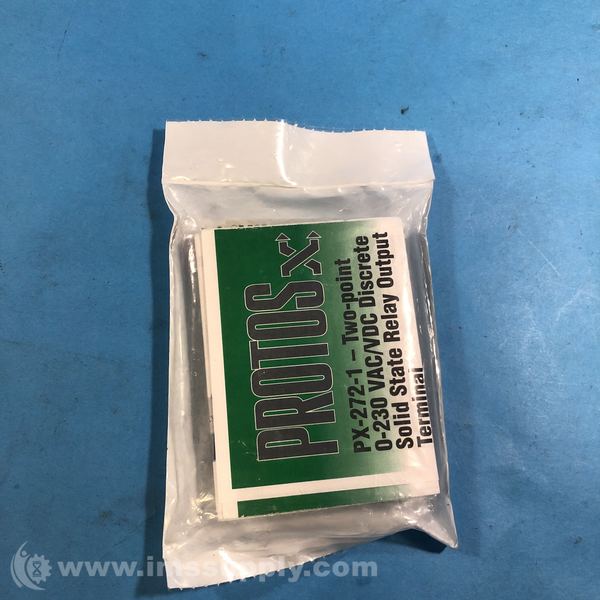 PROTOS X
PX-272-1 – Two-point
0-230 VAC/VDC Discrete
Solid State Relay Output
Terminal
www.imssupply.com